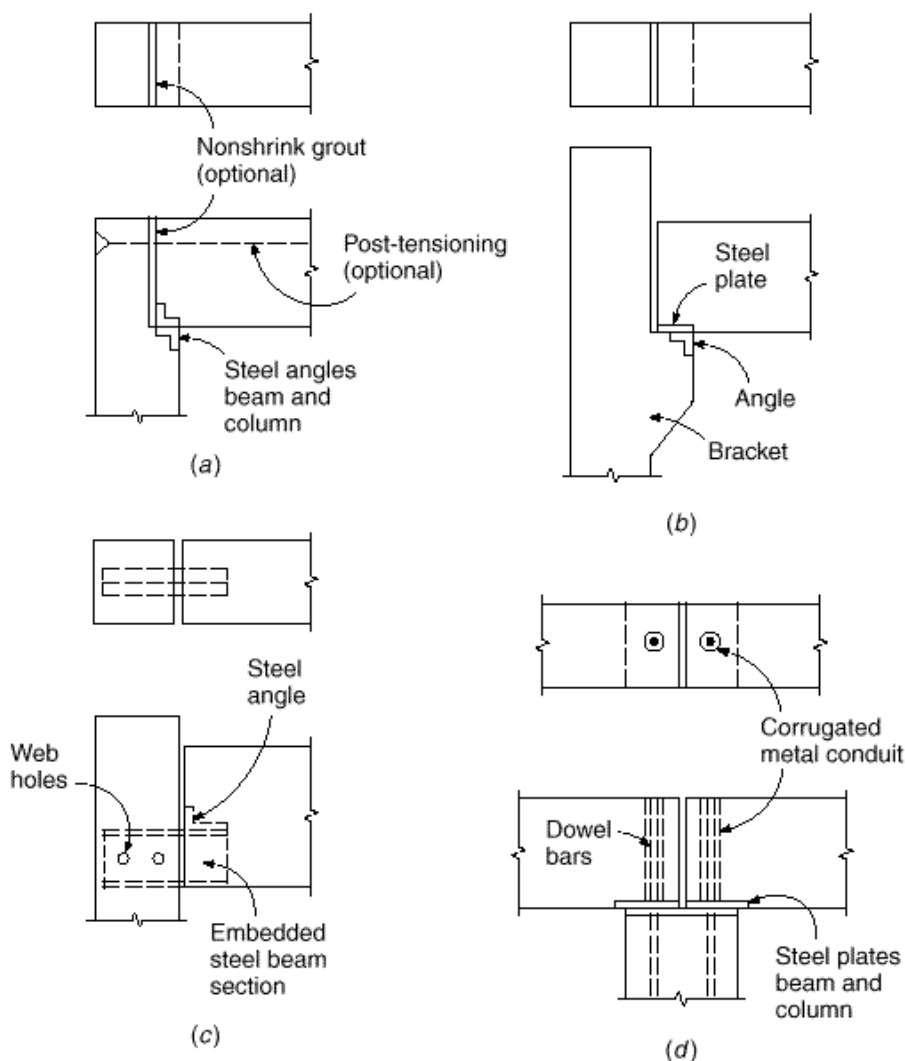 Nonshrink grout
(optional)
Post-tensioning
(optional)
Steel angles
beam and
column
(a)
Steel
plate
Angle
Bracket
(b)
Steel
angle
Web
holes
Embedded
steel beam
section
(c)
Corrugated
metal conduit
Dowel
bars
Steel plates
beam and
column
(d)